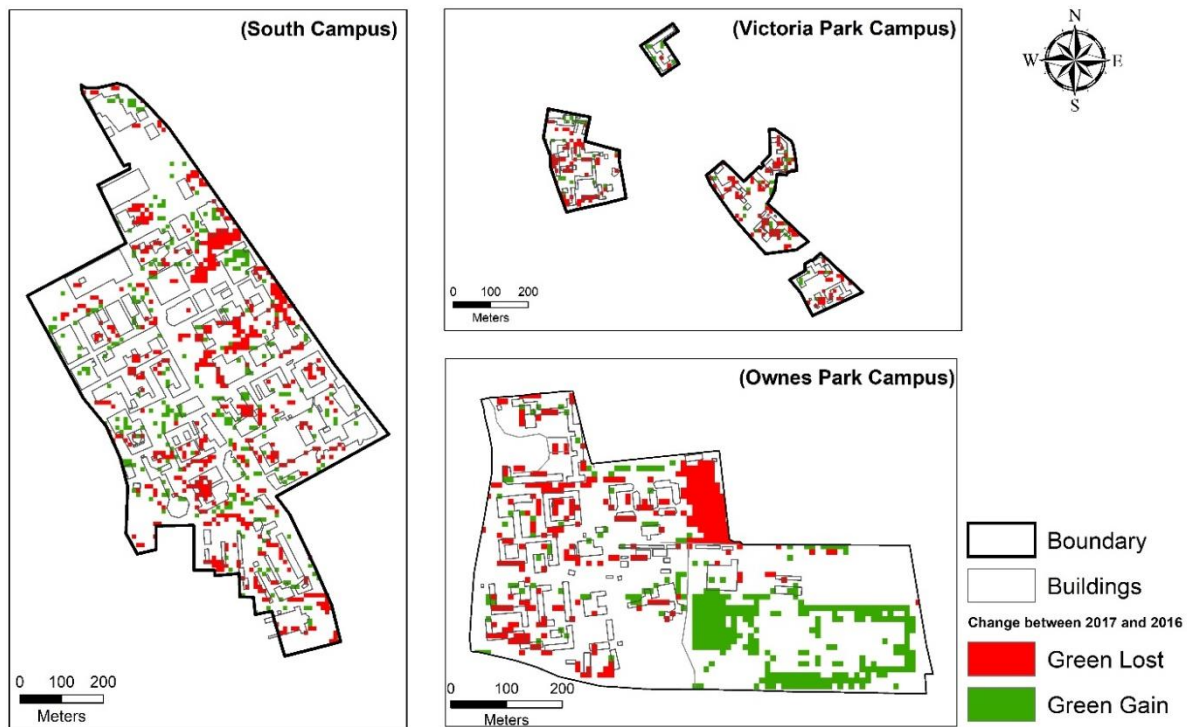 (South Campus)
0 100 200
Meters
(Victoria Park Campus)
0 100 200
Meters
(Ownes Park Campus)
0 100 200
Meters
N
W E
S
Boundary
Buildings
Change between 2017 and 2016
Green Lost
Green Gain